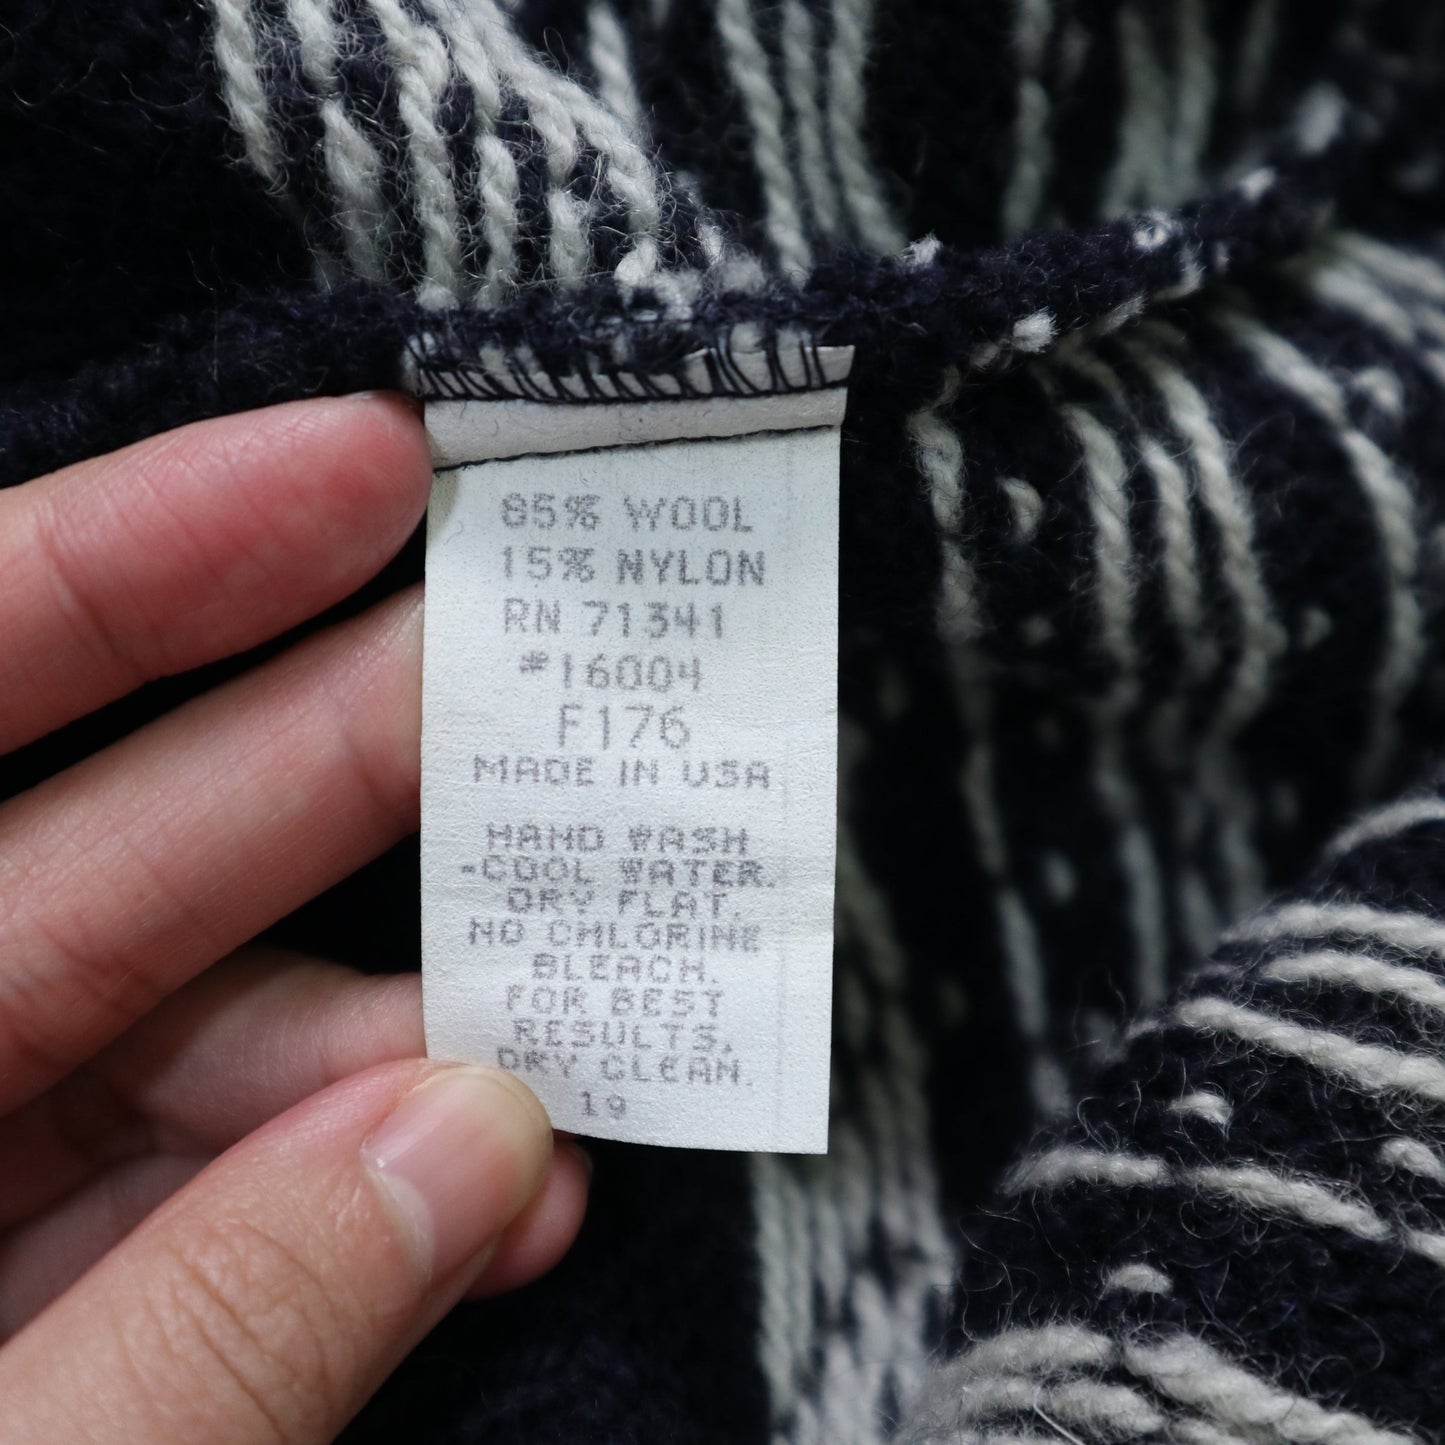 85% WOOL
15% NYLON
RN 71341
#16004
F176
MADE IN USA
HAND WASH
-COOL WATER.
DRY FLAT.
NO CHLORINE
BLEACH.
FOR BEST
RESULTS,
DRY CLEAN.
19